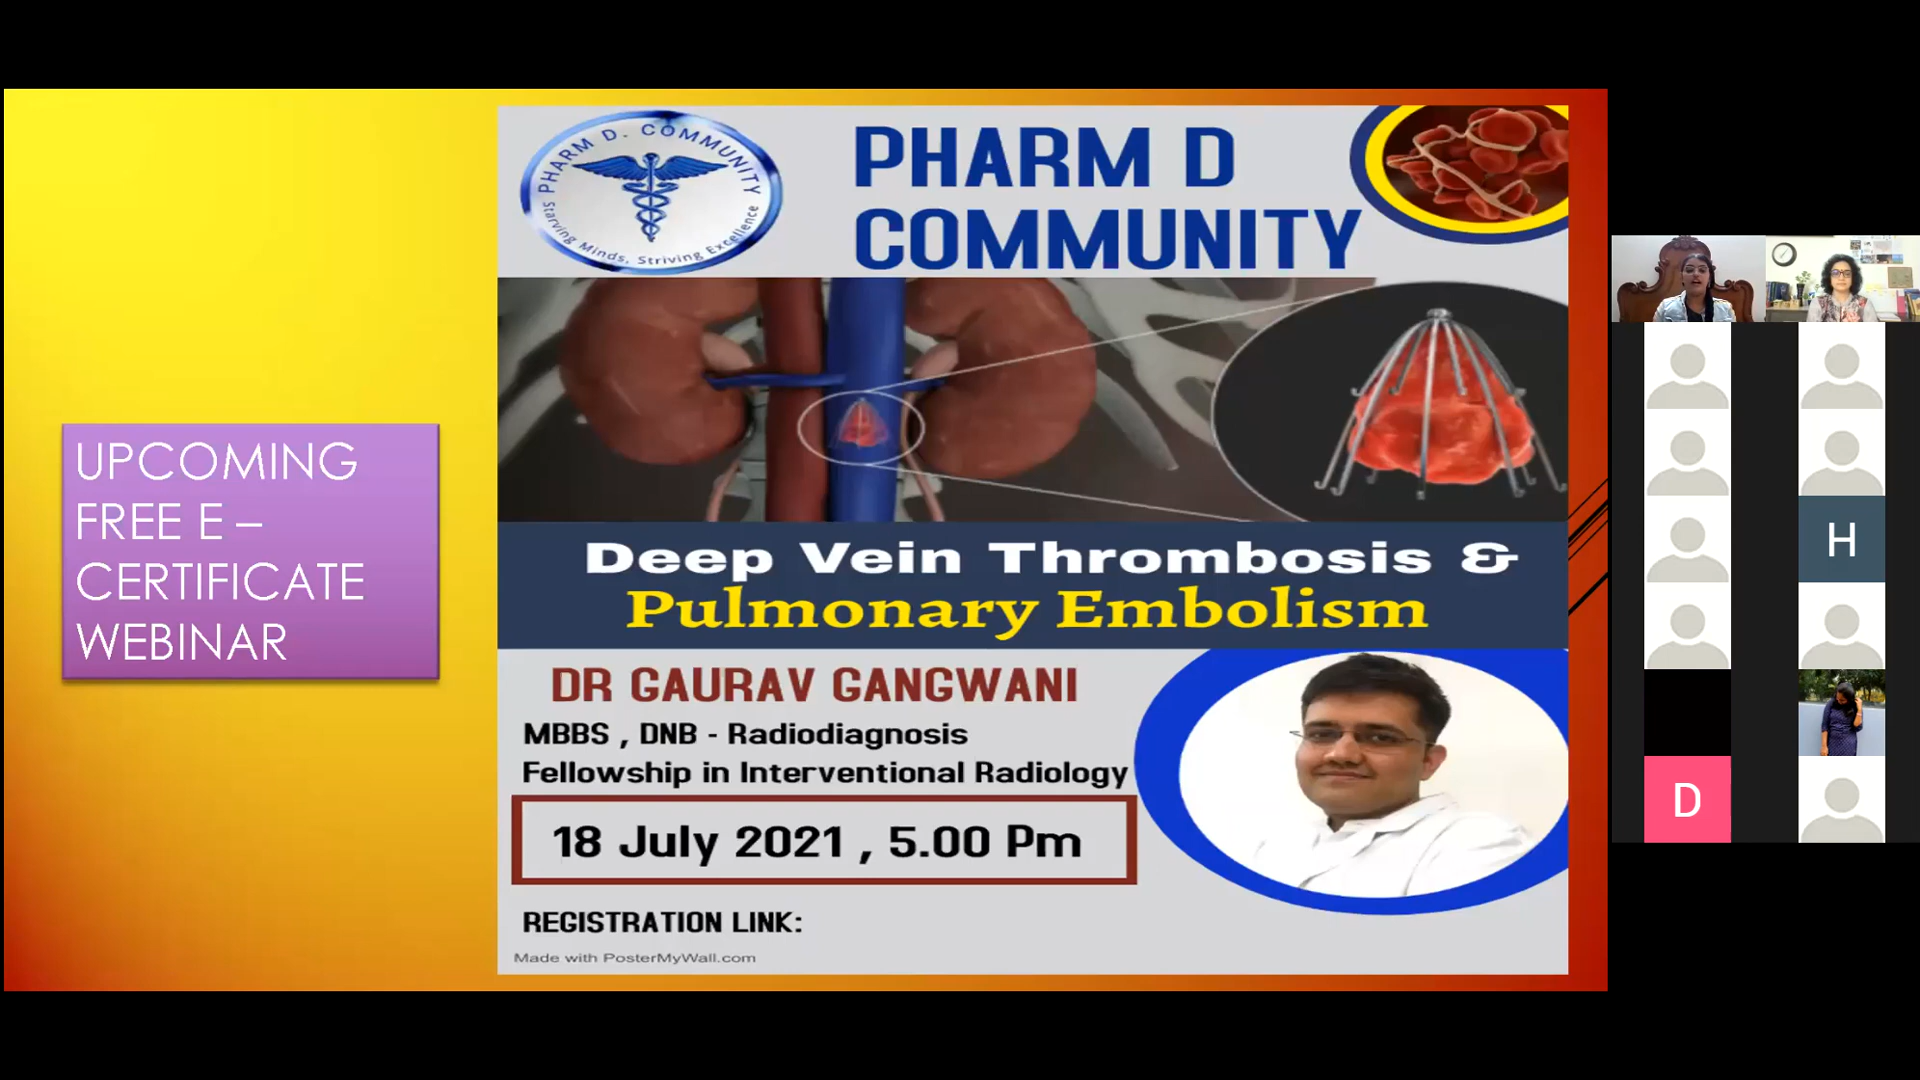 UPCOMING
FREE E –
CERTIFICATE
WEBINAR
PHARM D. COMMUNITY
Starving Minds, Striving Excellence
PHARM D
COMMUNITY
Deep Vein Thrombosis &
Pulmonary Embolism
DR GAURAV GANGWANI
MBBS , DNB - Radiodiagnosis
Fellowship in Interventional Radiology
18 July 2021 , 5.00 Pm
REGISTRATION LINK:
Made with PosterMyWall.com
H
D